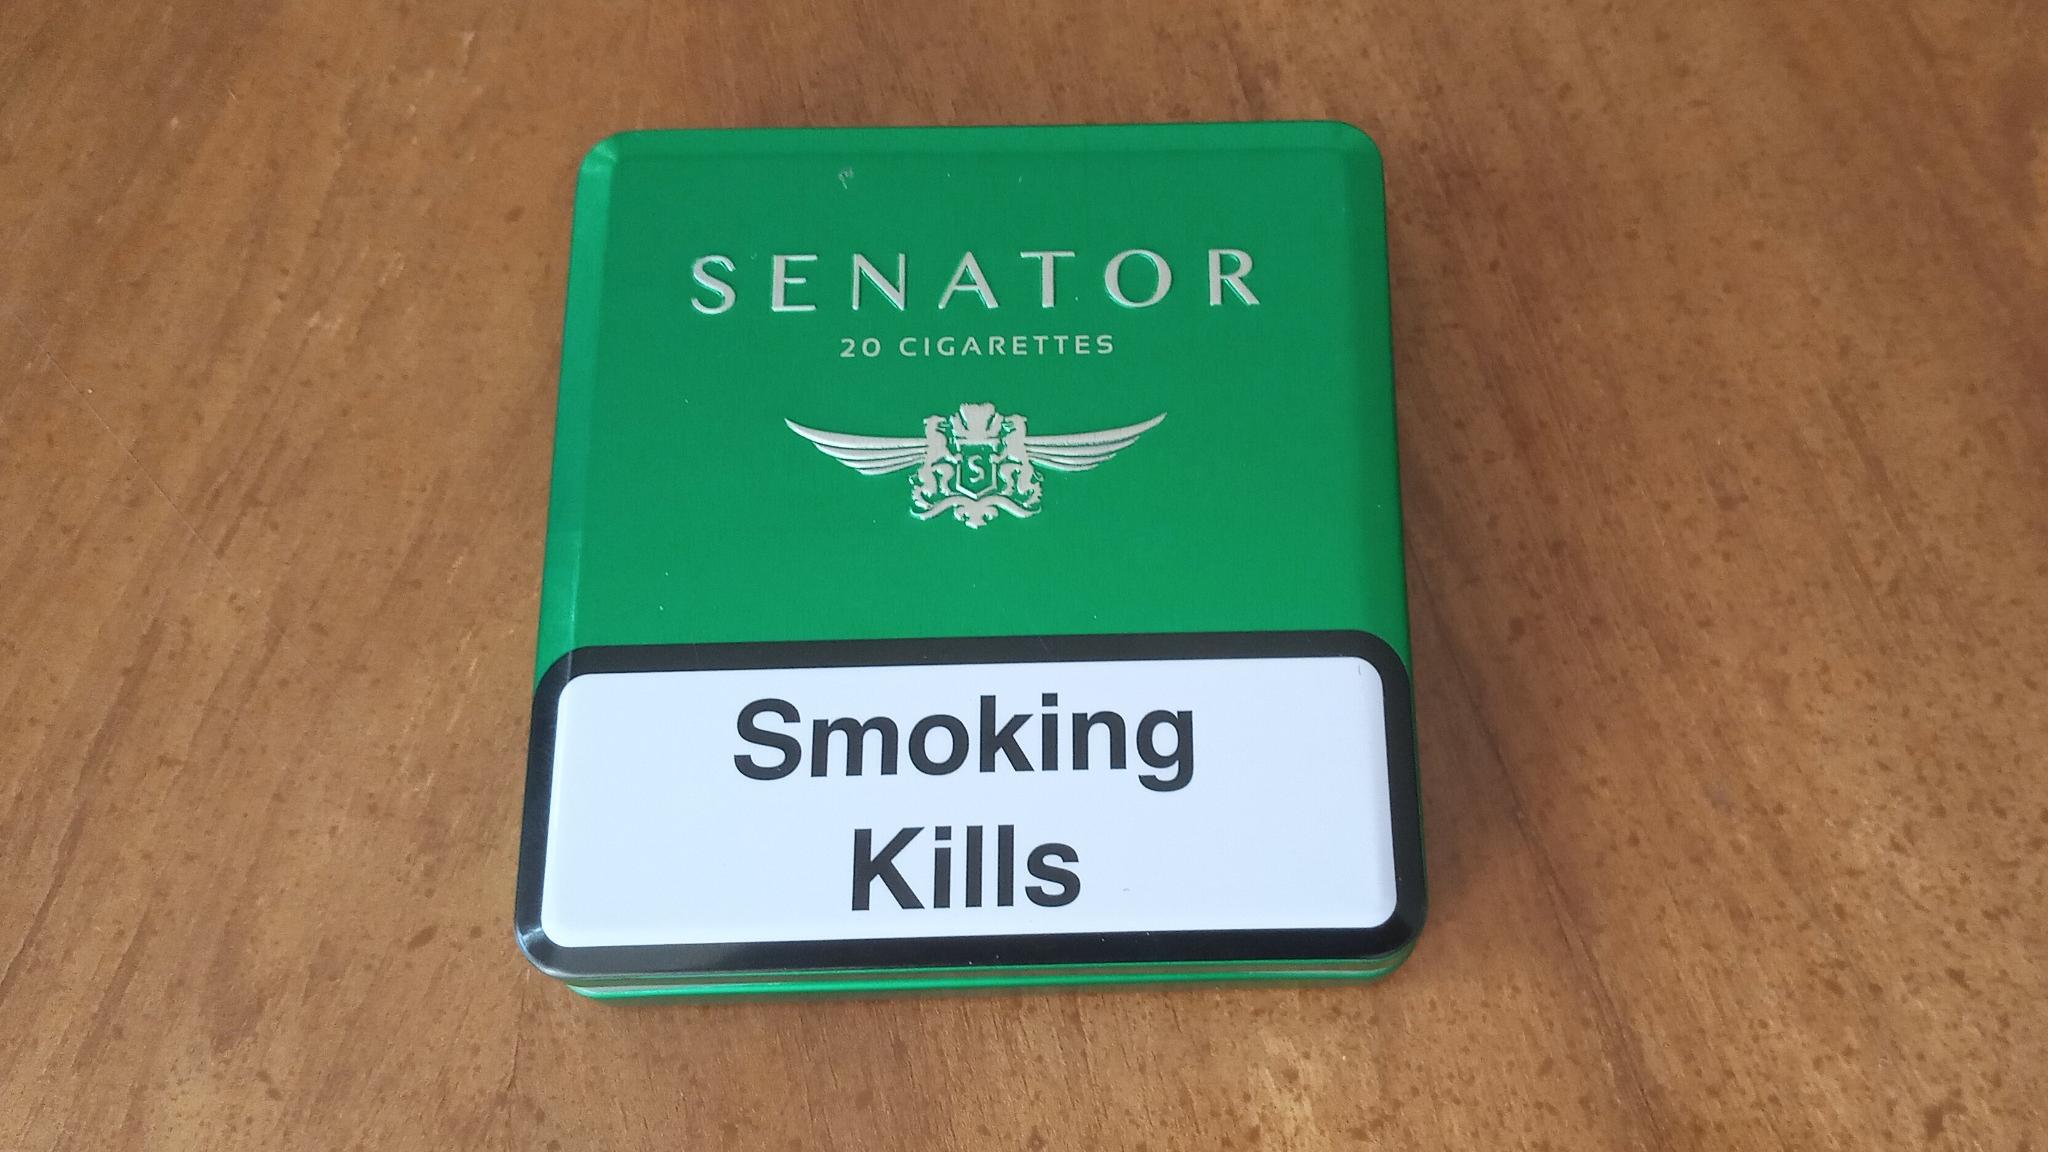 SENATOR
20 CIGARETTES
S
Smoking
Kills